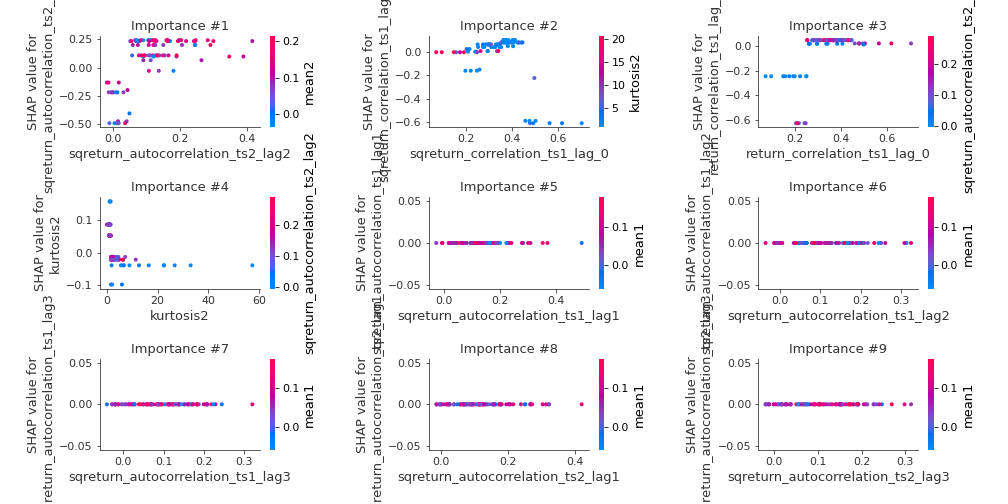 Importance #1
SHAP value for
sqreturn_autocorrelation_ts2_
0.25
0.00
−0.25
−0.50
0.0
0.2
0.4
sqreturn_autocorrelation_ts2_lag2
0.2
0.1
0.0
mean2
Importance #2
SHAP value for
sqreturn_correlation_ts1_lag_
0.0
−0.2
−0.4
−0.6
0.2
0.4
0.6
sqreturn_correlation_ts1_lag_0
20
15
10
5
kurtosis2
Importance #3
SHAP value for
return_correlation_ts1_lag_
0.0
−0.2
−0.4
−0.6
0.2
0.6
return_correlation_ts1_lag_0
0.2
0.1
0.0
sqreturn_autocorrelation_ts2_
Importance #4
SHAP value for
kurtosis2
0.1
0.0
−0.1
0
20
40
60
kurtosis2
0.2
0.1
0.0
sqreturn_autocorrelation_ts2_lag2
Importance #5
SHAP value for
sqreturn_autocorrelation_ts1_lag1
0.05
0.00
−0.05
0.0
0.2
0.4
sqreturn_autocorrelation_ts1_lag1
0.1
0.0
mean1
Importance #6
SHAP value for
sqreturn_autocorrelation_ts1_lag2
0.05
0.00
−0.05
0.0
0.1
0.2
0.3
sqreturn_autocorrelation_ts1_lag2
0.1
0.0
mean1
Importance #7
SHAP value for
sqreturn_autocorrelation_ts1_lag3
0.05
0.00
−0.05
0.0
0.1
0.2
0.3
sqreturn_autocorrelation_ts1_lag3
0.1
0.0
mean1
Importance #8
SHAP value for
0.05
0.00
−0.05
0.0
0.2
0.4
sqreturn_autocorrelation_ts2_lag1
0.1
0.0
mean1
Importance #9
SHAP value for
sqreturn_autocorrelation_ts2_lag3
0.05
0.00
−0.05
0.0
0.1
0.2
0.3
sqreturn_autocorrelation_ts2_lag3
0.1
0.0
mean1